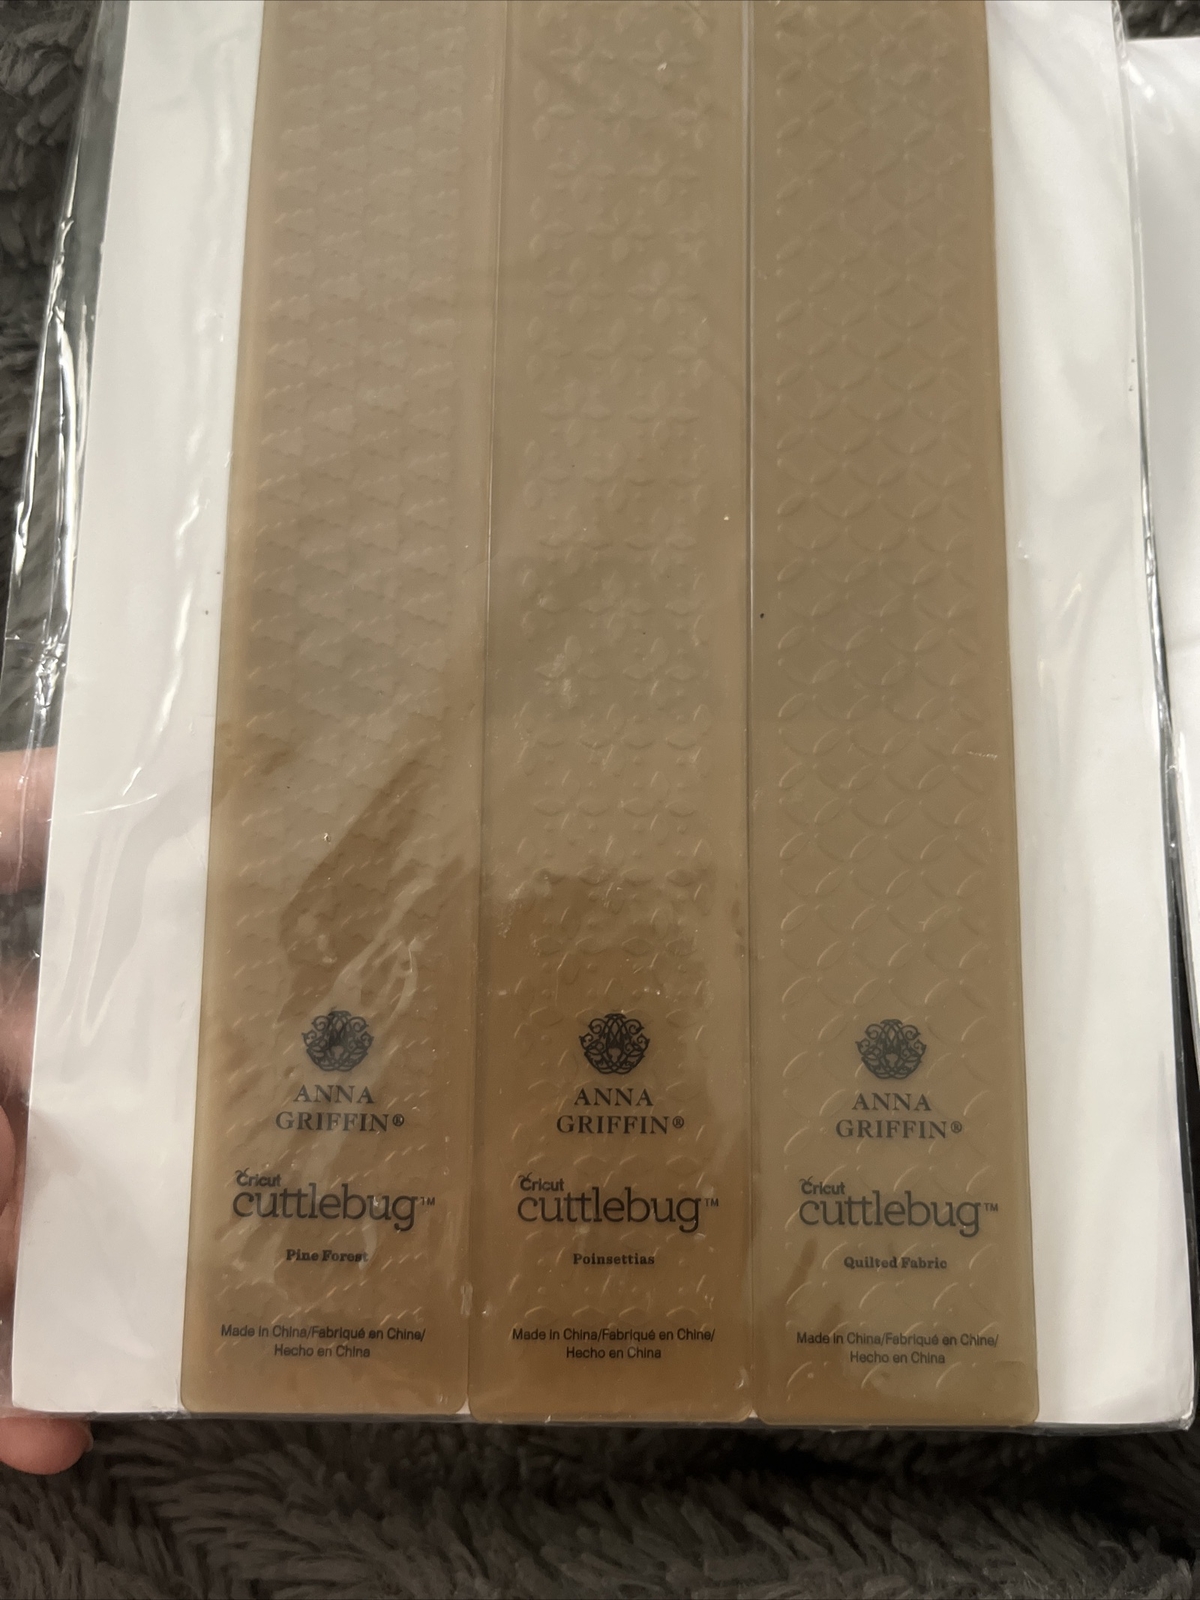 ANNA
GRIFFIN®
Cricut
cuttlebug™
Pine Forest
Made in China/Fabriqué en Chine/
Hecho en China
ANNA
GRIFFIN®
Cricut
cuttlebug™
Poinsettias
Made in China/Fabriqué en Chine/
Hecho en China
ANNA
GRIFFIN®
Cricut
cuttlebug™
Quilted Fabric
Made in China/Fabriqué en Chine/
Hecho en China